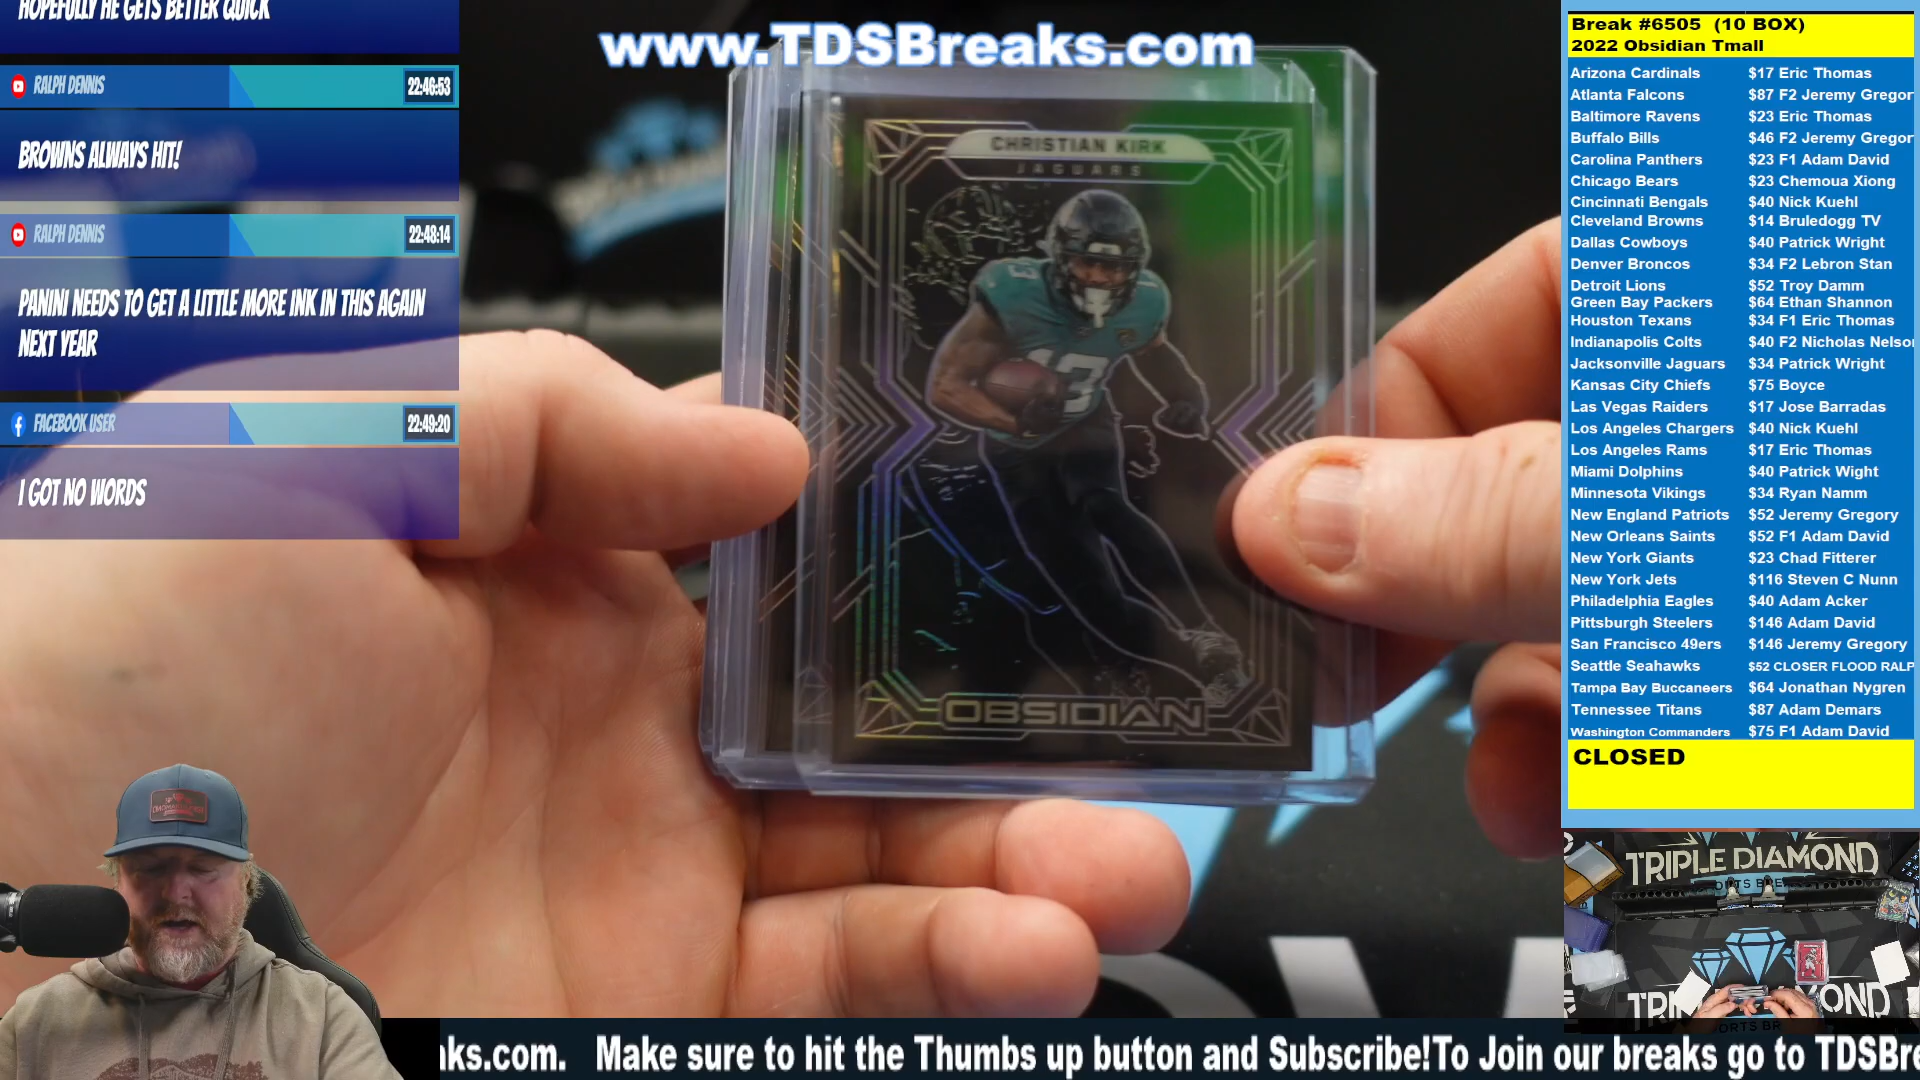 HOPEFULLY HE GETS BETTER QUICK
RALPH DENNIS
22:46:53
BROWNS ALWAYS HIT!
RALPH DENNIS
22:48:14
PANINI NEEDS TO GET A LITTLE MORE INK IN THIS AGAIN
NEXT YEAR
FACEBOOK USER
22:49:20
I GOT NO WORDS
www.TDSBreaks.com
CHRISTIAN KIRK
JAGUARS
13
OBSIDIAN
Break #6505 (10 BOX)
2022 Obsidian Tmall
Arizona Cardinals $17 Eric Thomas
Atlanta Falcons $87 F2 Jeremy Gregor
Baltimore Ravens $23 Eric Thomas
Buffalo Bills $46 F2 Jeremy Gregor
Carolina Panthers $23 F1 Adam David
Chicago Bears $23 Chemoua Xiong
Cincinnati Bengals $40 Nick Kuehl
Cleveland Browns $14 Bruledogg TV
Dallas Cowboys $40 Patrick Wright
Denver Broncos $34 F2 Lebron Stan
Detroit Lions $52 Troy Damm
Green Bay Packers $64 Ethan Shannon
Houston Texans $34 F1 Eric Thomas
Indianapolis Colts $40 F2 Nicholas Nelso
Jacksonville Jaguars $34 Patrick Wright
Kansas City Chiefs $75 Boyce
Las Vegas Raiders $17 Jose Barradas
Los Angeles Chargers $40 Nick Kuehl
Los Angeles Rams $17 Eric Thomas
Miami Dolphins $40 Patrick Wight
Minnesota Vikings $34 Ryan Namm
New England Patriots $52 Jeremy Gregory
New Orleans Saints $52 F1 Adam David
New York Giants $23 Chad Fitterer
New York Jets $116 Steven C Nunn
Philadelphia Eagles $40 Adam Acker
Pittsburgh Steelers $146 Adam David
San Francisco 49ers $146 Jeremy Gregory
Seattle Seahawks $52 CLOSER FLOOD RALP
Tampa Bay Buccaneers $64 Jonathan Nygren
Tennessee Titans $87 Adam Demars
Washington Commanders $75 F1 Adam David
CLOSED
TRIPLE DIAMOND
TRIPLE DIAMOND
ks.com. Make sure to hit the Thumbs up button and Subscribe!To Join our breaks go to TDSBre